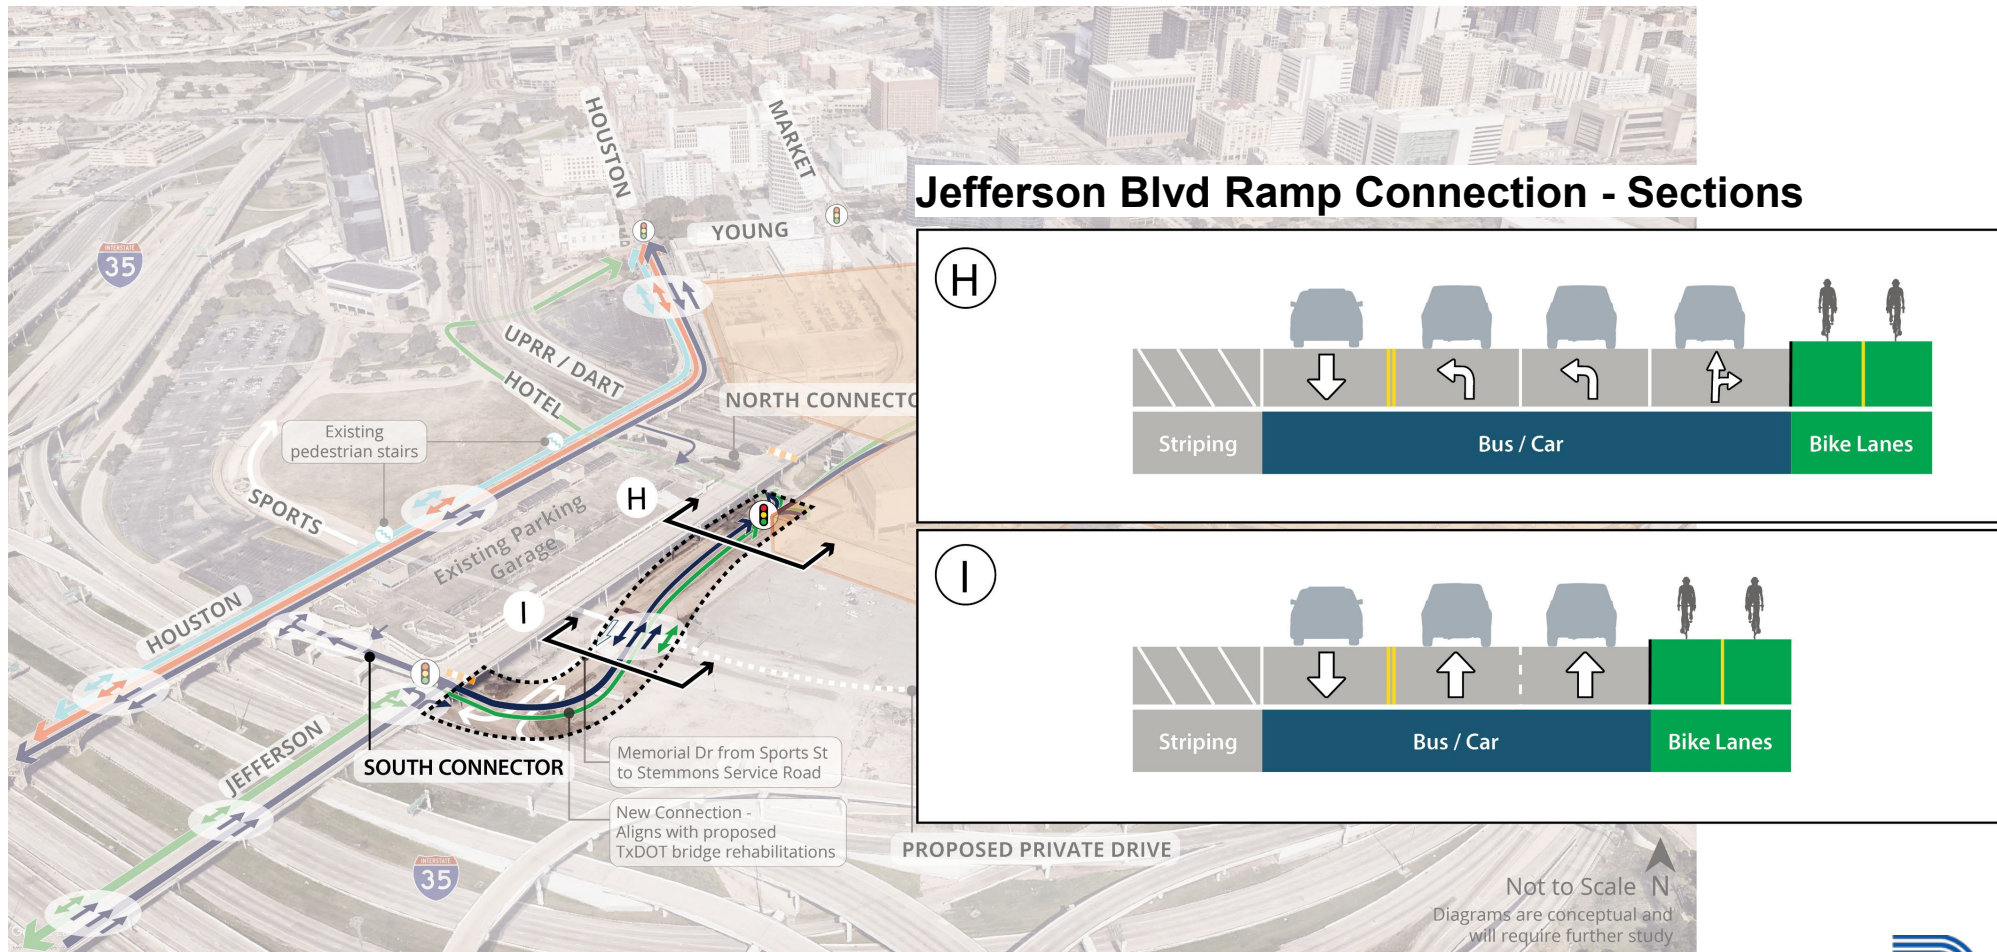 HOUSTON
MARKET
YOUNG
INTERSTATE
35
UPRR / DART
HOTEL
NORTH CONNECTO
Existing
pedestrian stairs
SPORTS
Existing Parking
Garage
H
I
HOUSTON
JEFFERSON
SOUTH CONNECTOR
Memorial Dr from Sports St
to Stemmons Service Road
New Connection -
Aligns with proposed
TxDOT bridge rehabilitations
INTERSTATE
35
PROPOSED PRIVATE DRIVE
Jefferson Blvd Ramp Connection - Sections
H
Striping
Bus / Car
Bike Lanes
I
Striping
Bus / Car
Bike Lanes
Not to Scale N
Diagrams are conceptual and
will require further study